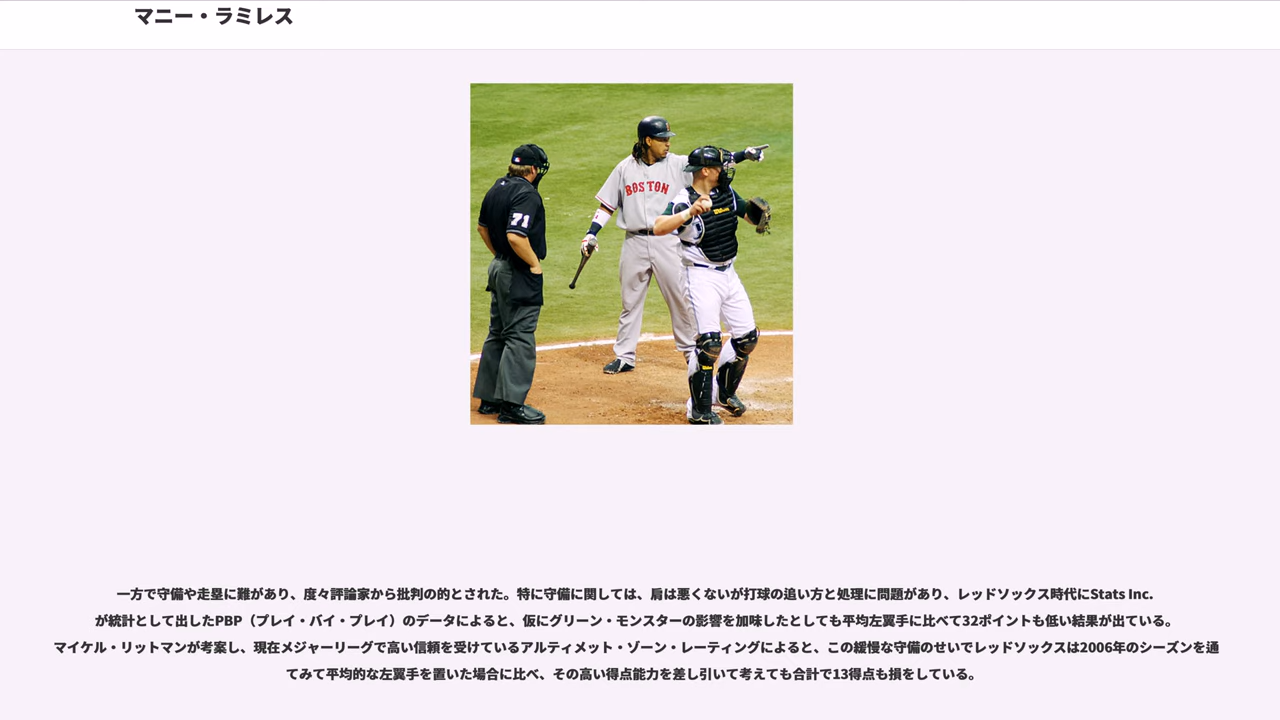 マニー・ラミレス
71
BOSTON
Wilson
一方で守備や走塁に難があり、度々評論家から批判の的とされた。特に守備に関しては、肩は悪くないが打球の追い方と処理に問題があり、レッドソックス時代にStats Inc.
が統計として出したPBP（プレイ・バイ・プレイ）のデータによると、仮にグリーン・モンスターの影響を加味したとしても平均左翼手に比べて32ポイントも低い結果が出ている。
マイケル・リットマンが考案し、現在メジャーリーグで高い信頼を受けているアルティメット・ゾーン・レーティングによると、この緩慢な守備のせいでレッドソックスは2006年のシーズンを通
てみて平均的な左翼手を置いた場合に比べ、その高い得点能力を差し引いて考えても合計で13得点も損をしている。